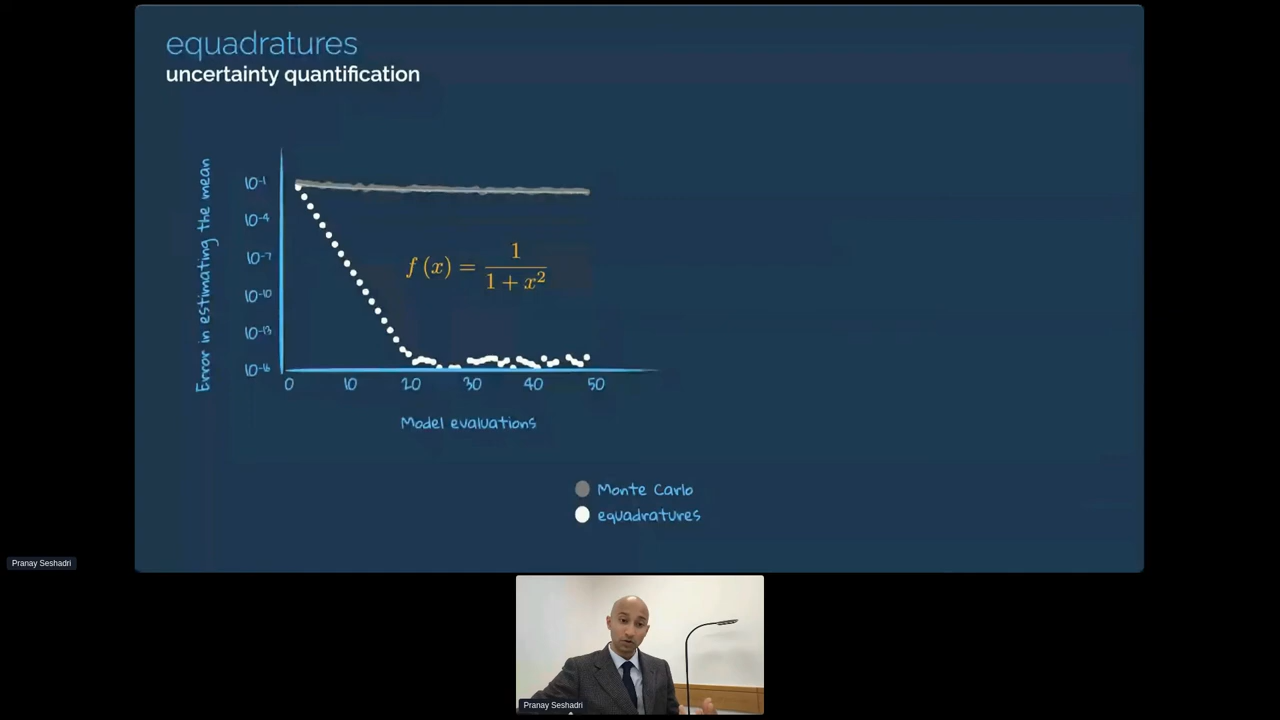 equadratures
uncertainty quantification
Error in estimating the mean
10-1
10-4
10-7
10-10
10-13
10-16
f (x) = 1 / 1 + x²
0 10 20 30 40 50
Model evaluations
Monte Carlo
equadratures
Pranay Seshadri
Pranay Seshadri